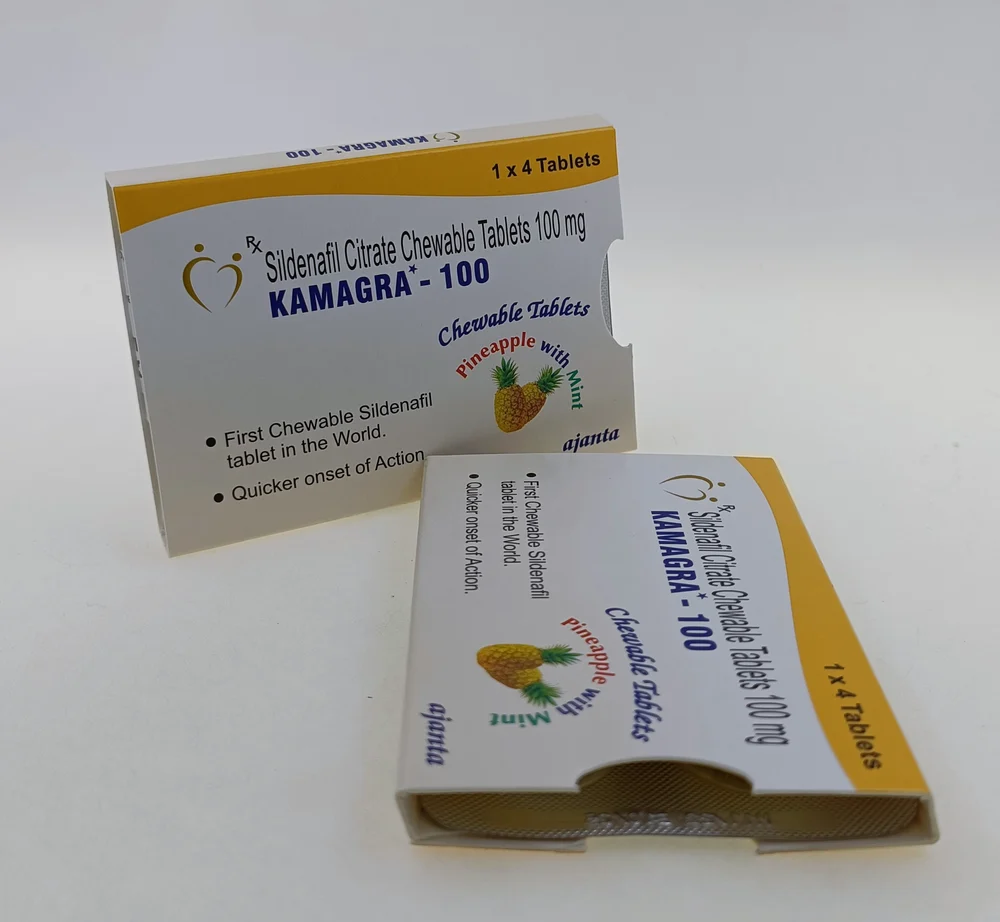 KAMAGRA* - 100
1 x 4 Tablets
Rx Sildenafil Citrate Chewable Tablets 100 mg
KAMAGRA* - 100
Chewable Tablets
Pineapple with Mint
● First Chewable Sildenafil
tablet in the World.
● Quicker onset of Action
ajanta
1 x 4 Tablets
Rx Sildenafil Citrate Chewable Tablets 100 mg
KAMAGRA* - 100
Chewable Tablets
Pineapple with Mint
● First Chewable Sildenafil
tablet in the World.
● Quicker onset of Action.
ajanta